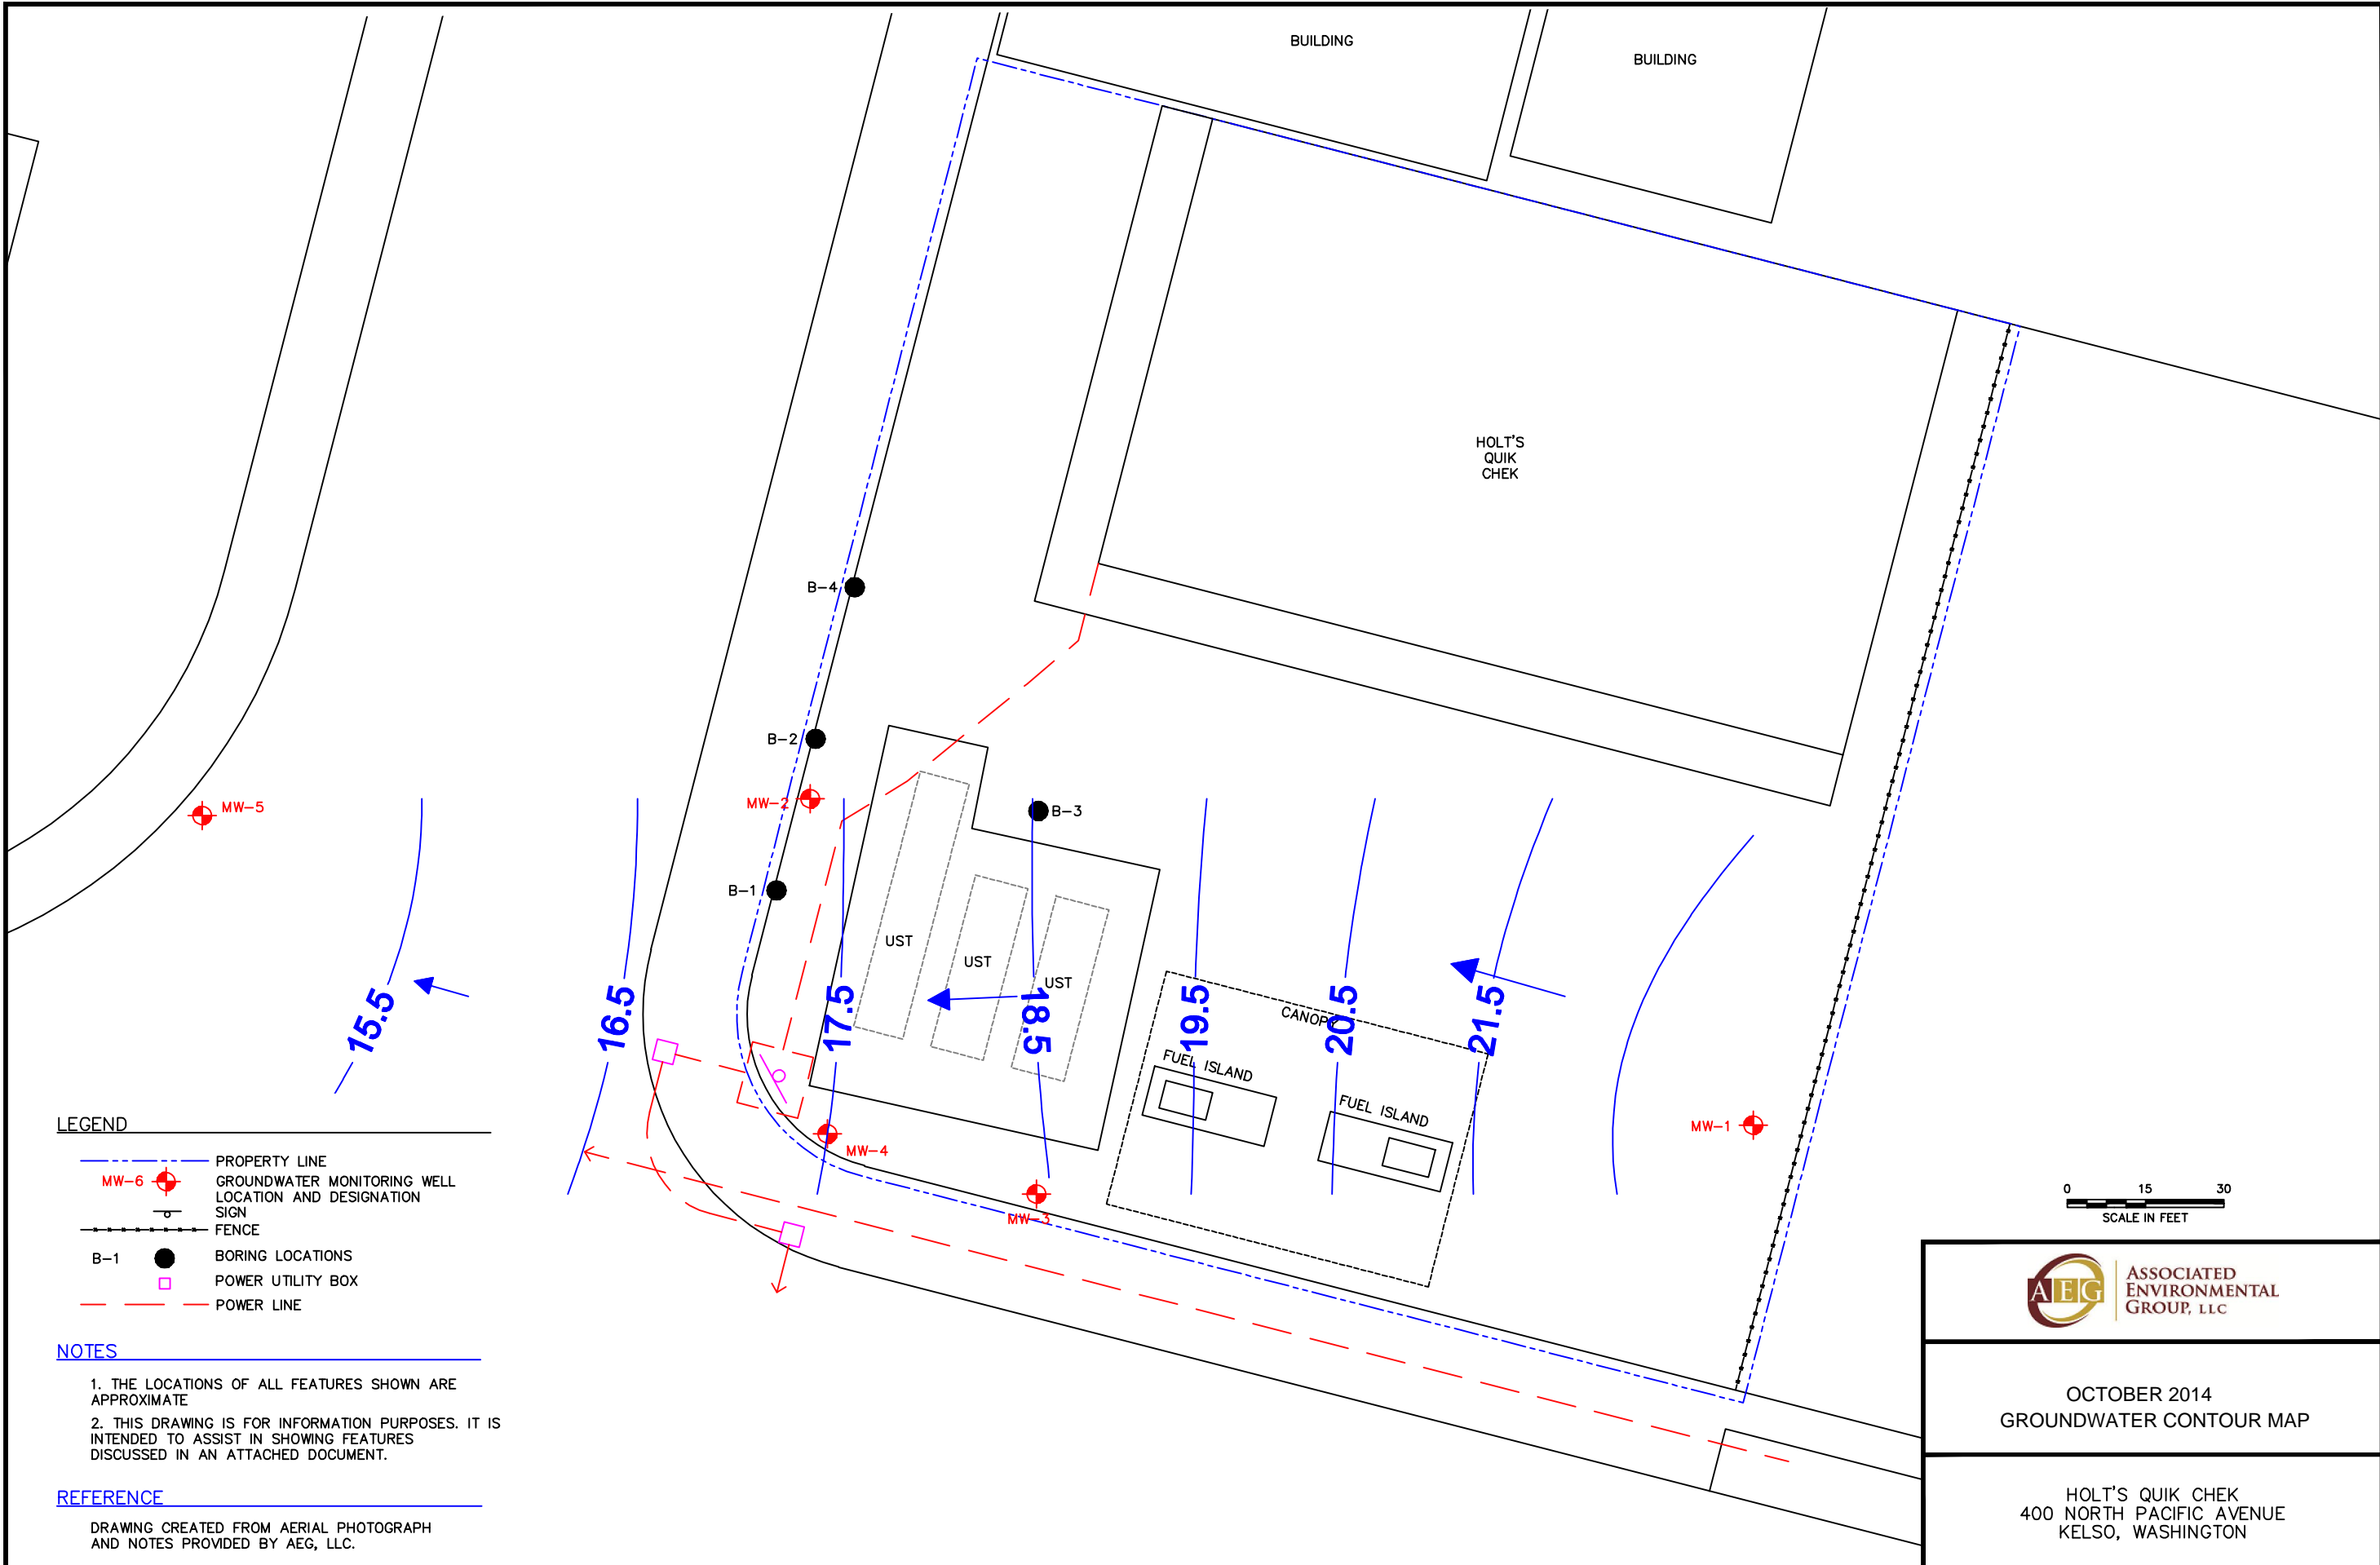 BUILDING
BUILDING
HOLT'S
QUIK
CHEK
B-4
B-2
MW-2
MW-5
B-3
B-1
UST
UST
UST
15.5
16.5
17.5
18.5
19.5
20.5
21.5
CANOPY
FUEL ISLAND
FUEL ISLAND
MW-4
MW-3
MW-1
LEGEND
PROPERTY LINE
MW-6
GROUNDWATER MONITORING WELL
LOCATION AND DESIGNATION
SIGN
FENCE
B-1
BORING LOCATIONS
POWER UTILITY BOX
POWER LINE
NOTES
1. THE LOCATIONS OF ALL FEATURES SHOWN ARE
APPROXIMATE
2. THIS DRAWING IS FOR INFORMATION PURPOSES. IT IS
INTENDED TO ASSIST IN SHOWING FEATURES
DISCUSSED IN AN ATTACHED DOCUMENT.
REFERENCE
DRAWING CREATED FROM AERIAL PHOTOGRAPH
AND NOTES PROVIDED BY AEG, LLC.
0 15 30
SCALE IN FEET
AEG
ASSOCIATED
ENVIRONMENTAL
GROUP, LLC
OCTOBER 2014
GROUNDWATER CONTOUR MAP
HOLT'S QUIK CHEK
400 NORTH PACIFIC AVENUE
KELSO, WASHINGTON